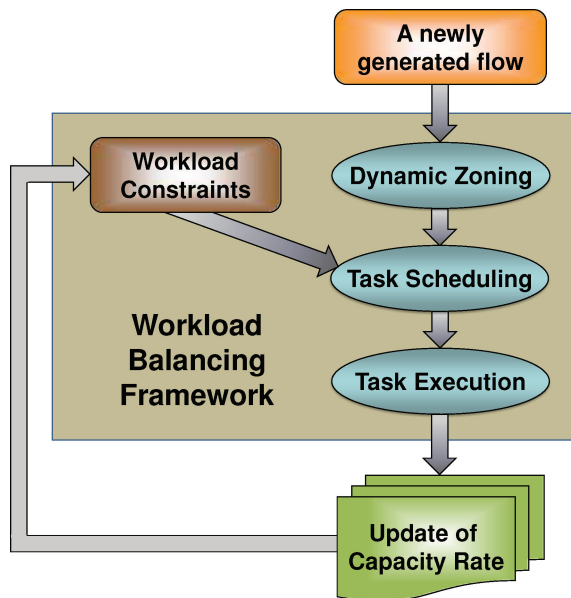 A newly
generated flow
Workload
Constraints
Dynamic Zoning
Task Scheduling
Workload
Balancing
Framework
Task Execution
Update of
Capacity Rate